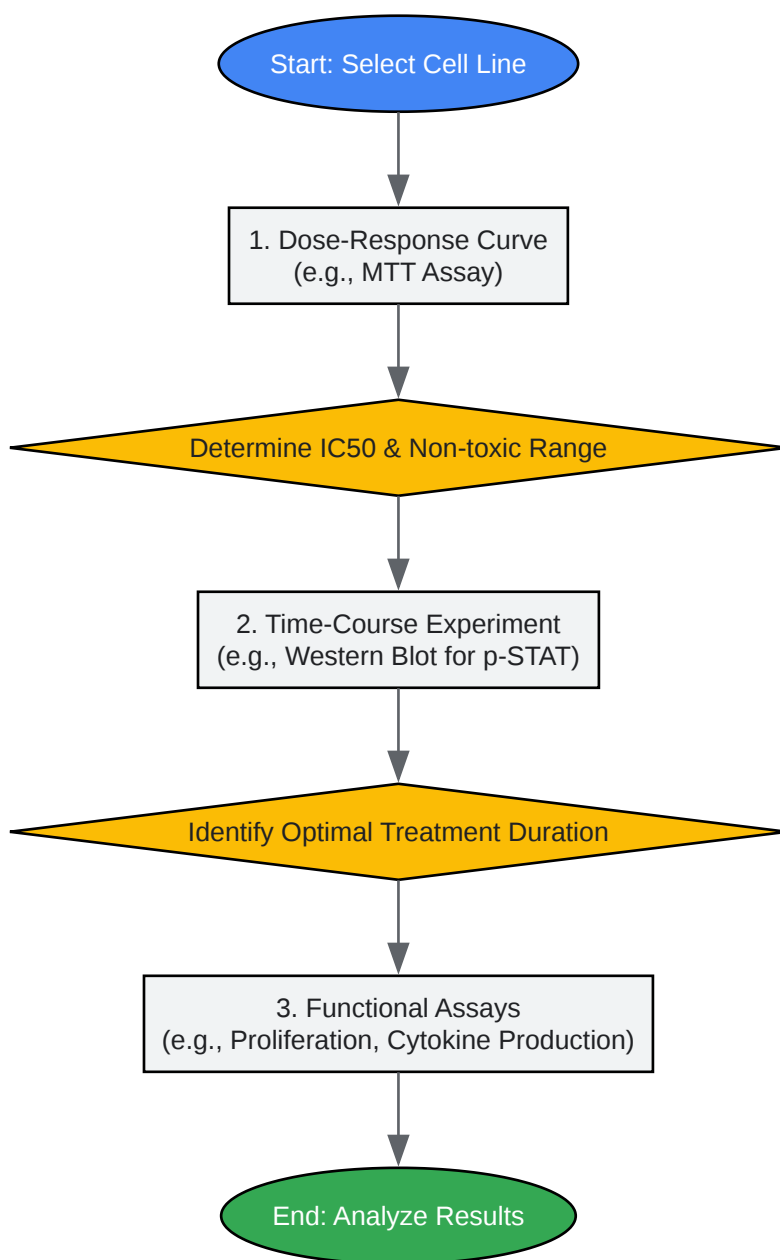 Start: Select Cell Line
1. Dose-Response Curve
(e.g., MTT Assay)
Determine IC50 & Non-toxic Range
2. Time-Course Experiment
(e.g., Western Blot for p-STAT)
Identify Optimal Treatment Duration
3. Functional Assays
(e.g., Proliferation, Cytokine Production)
End: Analyze Results